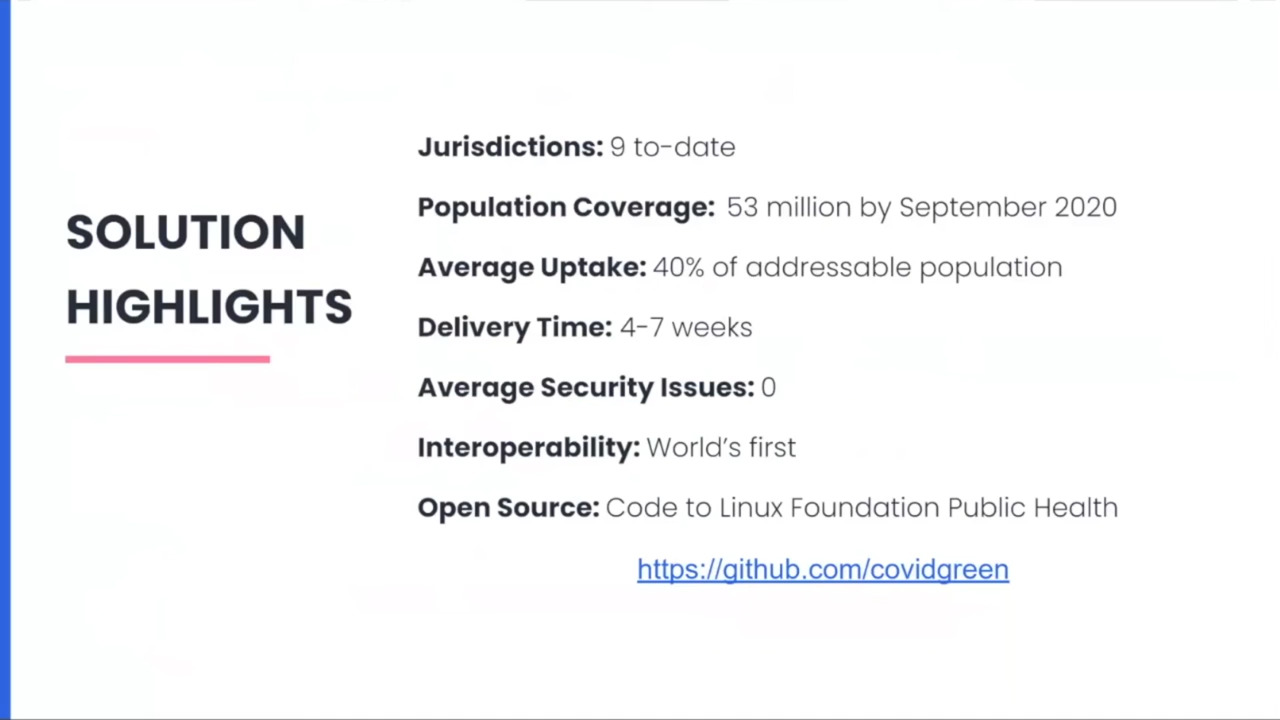 SOLUTION
HIGHLIGHTS
Jurisdictions: 9 to-date
Population Coverage: 53 million by September 2020
Average Uptake: 40% of addressable population
Delivery Time: 4-7 weeks
Average Security Issues: 0
Interoperability: World's first
Open Source: Code to Linux Foundation Public Health
https://github.com/covidgreen